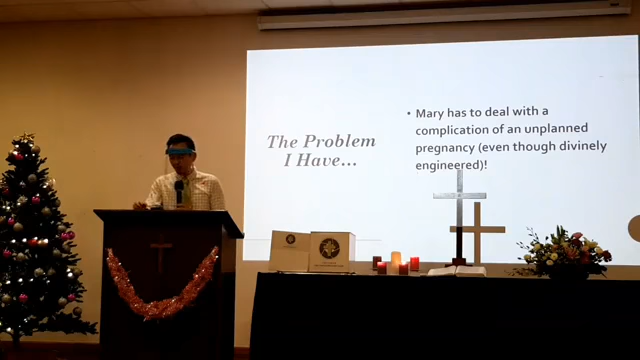 The Problem
I Have...
• Mary has to deal with a
complication of an unplanned
pregnancy (even though divinely
engineered)!